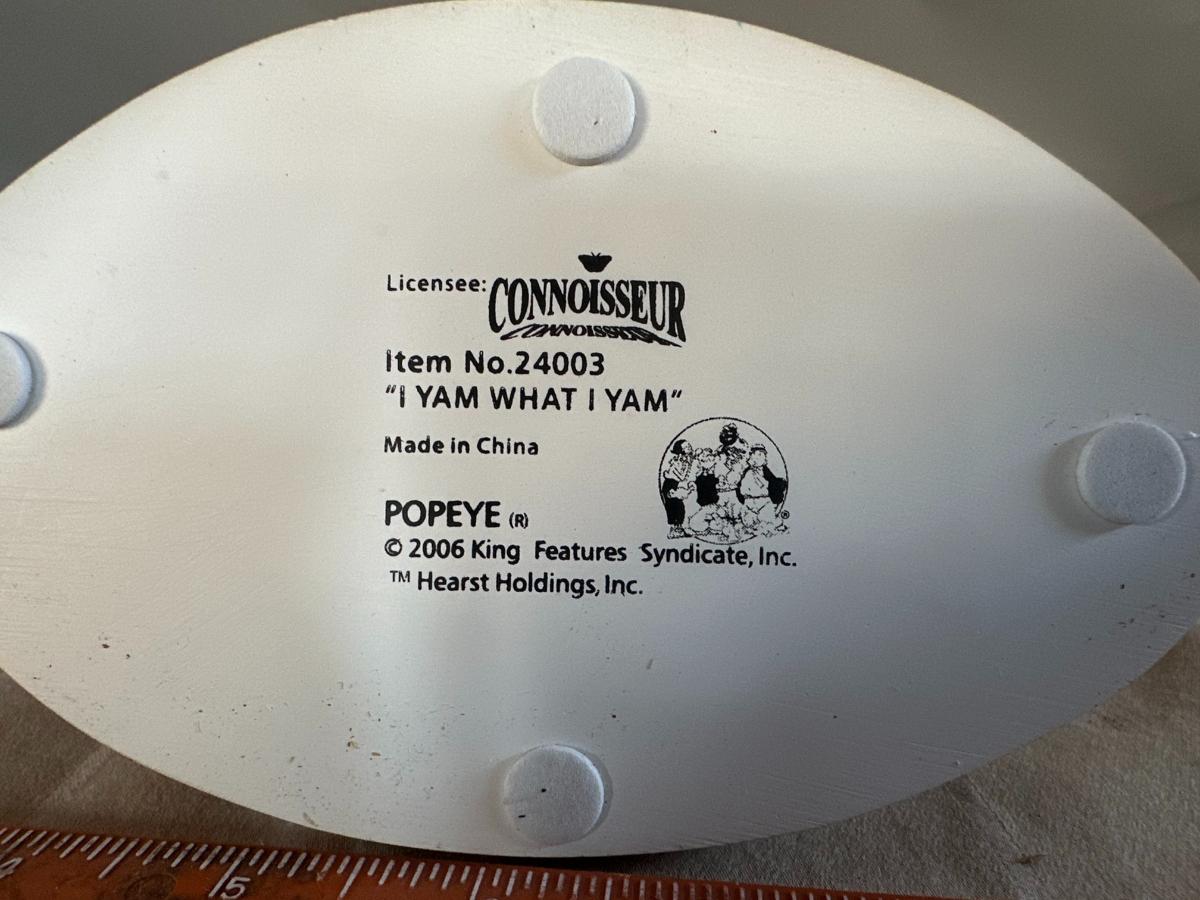 Licensee: CONNOISSEUR
CONNOISSEUR
Item No.24003
"I YAM WHAT I YAM"
Made in China
®
POPEYE (R)
© 2006 King Features Syndicate, Inc.
™ Hearst Holdings, Inc.
5